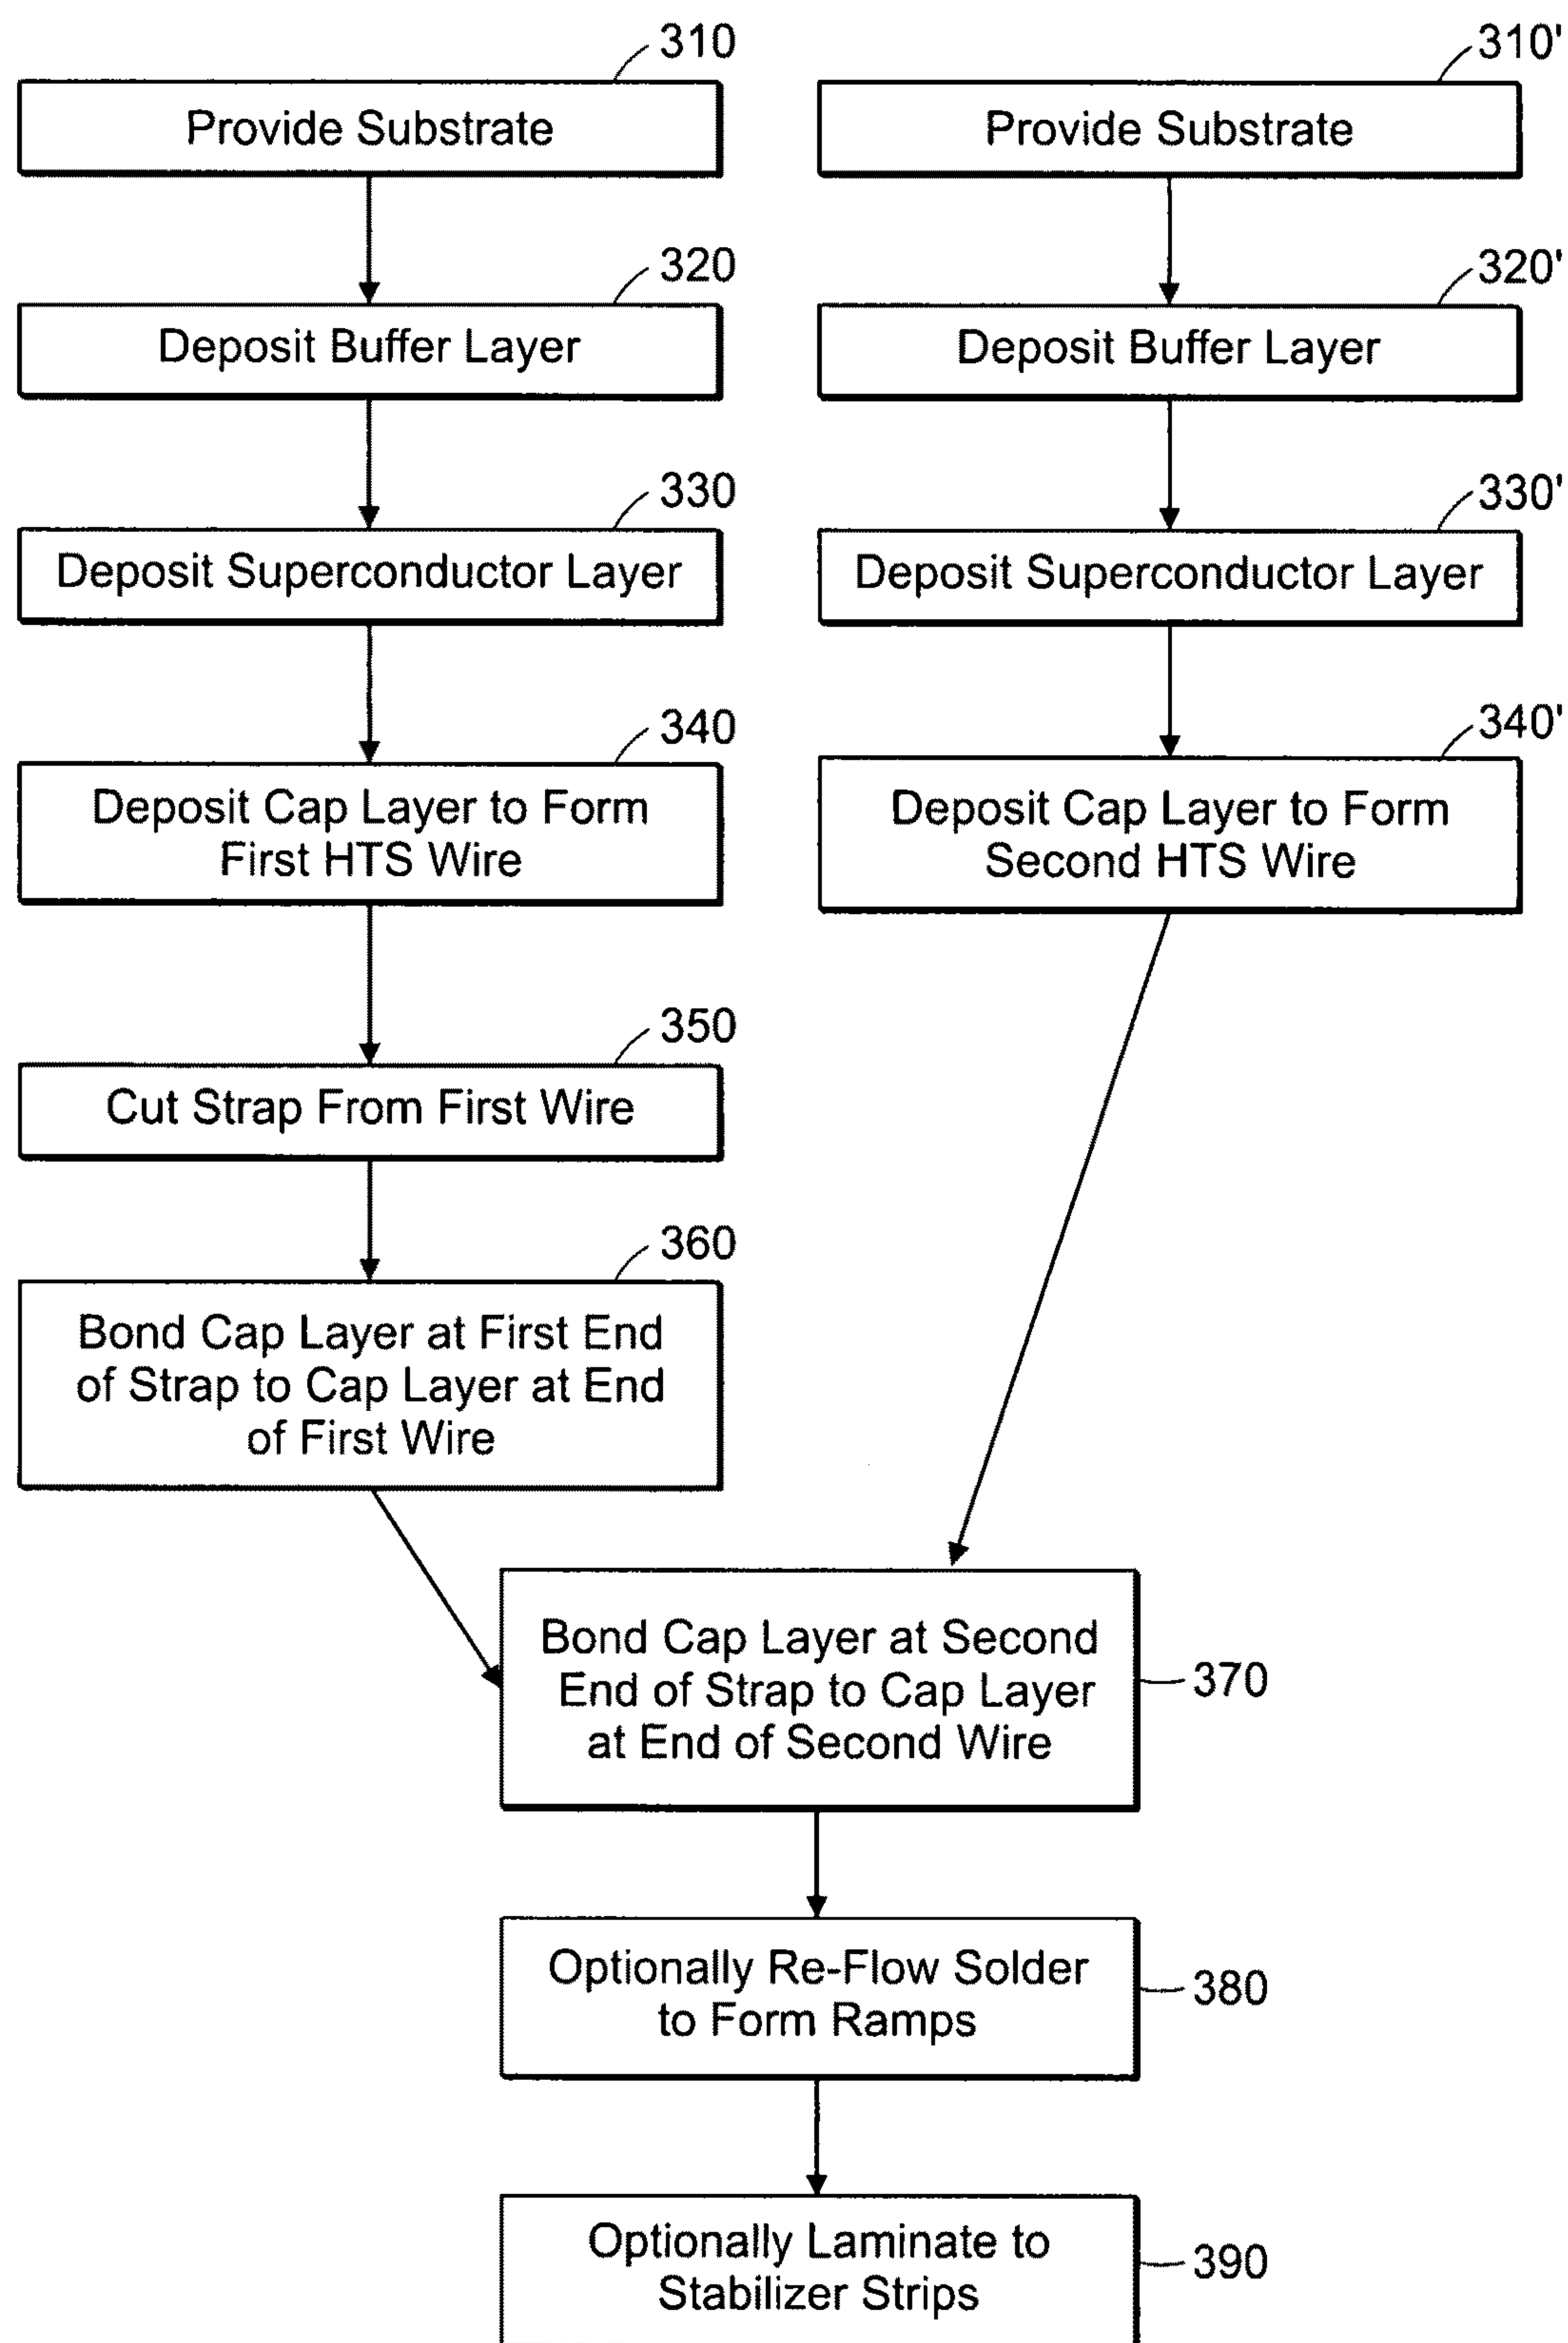 310
Provide Substrate
310'
Provide Substrate
320
Deposit Buffer Layer
320'
Deposit Buffer Layer
330
Deposit Superconductor Layer
330'
Deposit Superconductor Layer
340
Deposit Cap Layer to Form
First HTS Wire
340'
Deposit Cap Layer to Form
Second HTS Wire
350
Cut Strap From First Wire
360
Bond Cap Layer at First End
of Strap to Cap Layer at End
of First Wire
Bond Cap Layer at Second
End of Strap to Cap Layer
at End of Second Wire
370
Optionally Re-Flow Solder
to Form Ramps
380
Optionally Laminate to
Stabilizer Strips
390